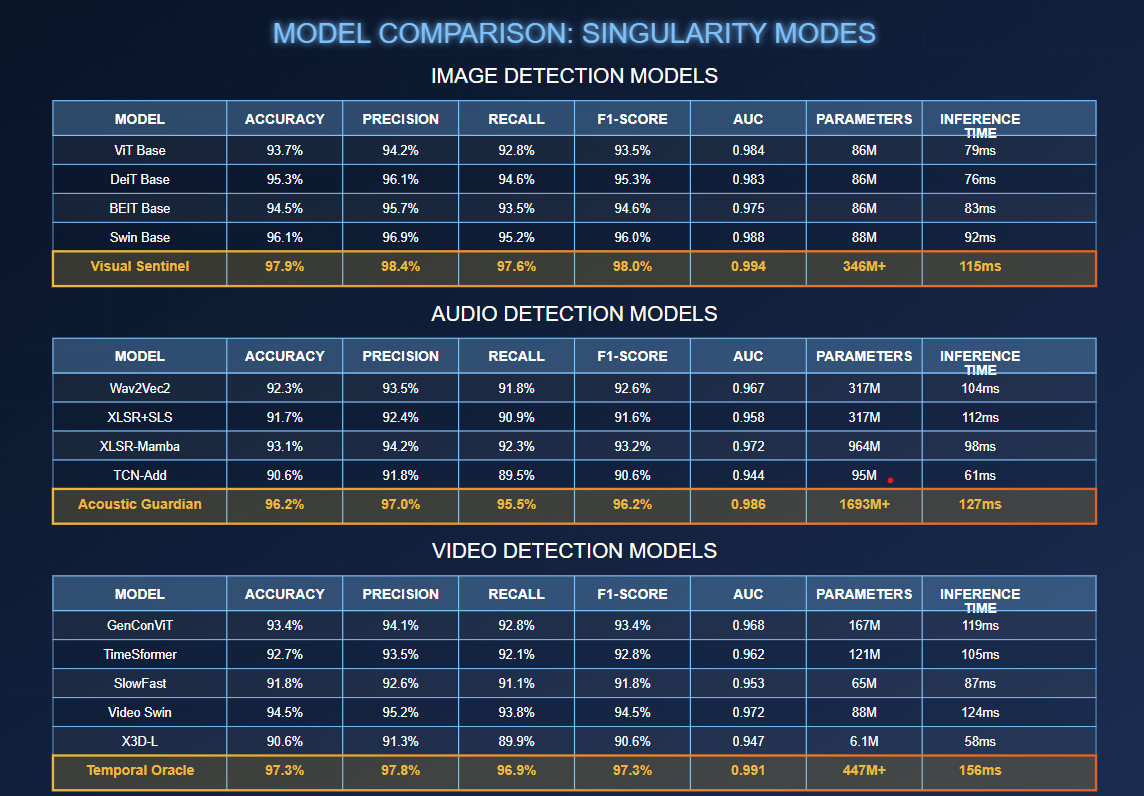 MODEL COMPARISON: SINGULARITY MODES
IMAGE DETECTION MODELS
MODEL ACCURACY PRECISION RECALL F1-SCORE AUC PARAMETERS INFERENCE TIME
ViT Base 93.7% 94.2% 92.8% 93.5% 0.984 86M 79ms
DeiT Base 95.3% 96.1% 94.6% 95.3% 0.983 86M 76ms
BEIT Base 94.5% 95.7% 93.5% 94.6% 0.975 86M 83ms
Swin Base 96.1% 96.9% 95.2% 96.0% 0.988 88M 92ms
Visual Sentinel 97.9% 98.4% 97.6% 98.0% 0.994 346M+ 115ms
AUDIO DETECTION MODELS
MODEL ACCURACY PRECISION RECALL F1-SCORE AUC PARAMETERS INFERENCE TIME
Wav2Vec2 92.3% 93.5% 91.8% 92.6% 0.967 317M 104ms
XLSR+SLS 91.7% 92.4% 90.9% 91.6% 0.958 317M 112ms
XLSR-Mamba 93.1% 94.2% 92.3% 93.2% 0.972 964M 98ms
TCN-Add 90.6% 91.8% 89.5% 90.6% 0.944 95M 61ms
Acoustic Guardian 96.2% 97.0% 95.5% 96.2% 0.986 1693M+ 127ms
VIDEO DETECTION MODELS
MODEL ACCURACY PRECISION RECALL F1-SCORE AUC PARAMETERS INFERENCE TIME
GenConViT 93.4% 94.1% 92.8% 93.4% 0.968 167M 119ms
TimeSformer 92.7% 93.5% 92.1% 92.8% 0.962 121M 105ms
SlowFast 91.8% 92.6% 91.1% 91.8% 0.953 65M 87ms
Video Swin 94.5% 95.2% 93.8% 94.5% 0.972 88M 124ms
X3D-L 90.6% 91.3% 89.9% 90.6% 0.947 6.1M 58ms
Temporal Oracle 97.3% 97.8% 96.9% 97.3% 0.991 447M+ 156ms